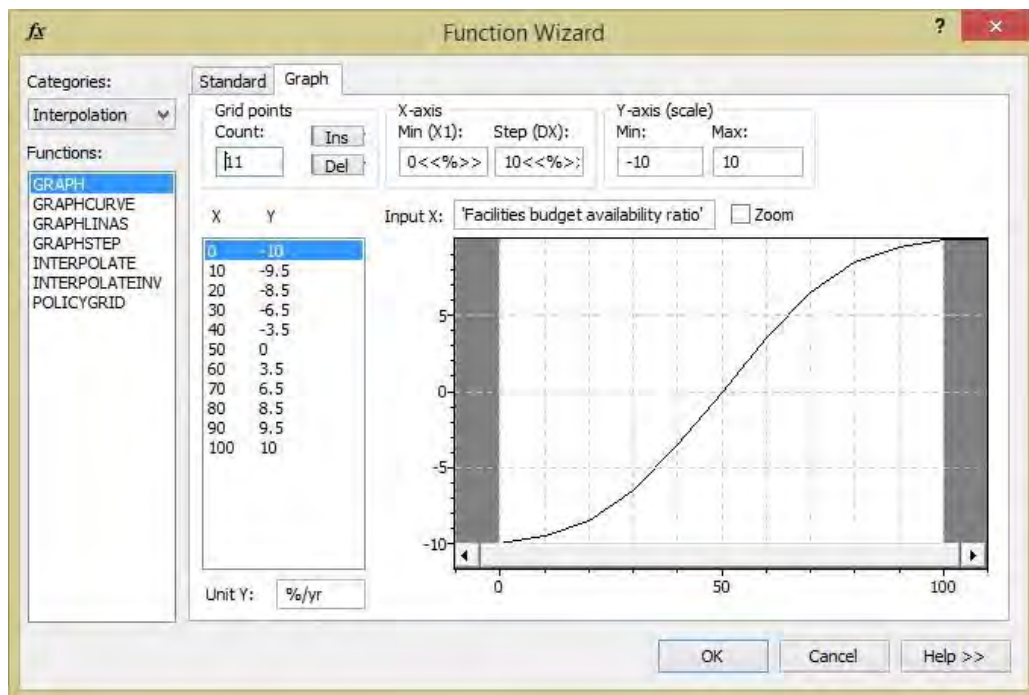 fx Function Wizard ? ×
Categories:
Interpolation
Functions:
GRAPH
GRAPHCURVE
GRAPHLINAS
GRAPHSTEP
INTERPOLATE
INTERPOLATEINV
POLICYGRID
Standard Graph
Grid points
Count:
11
Ins
Del
X-axis
Min (X1): Step (DX):
0<<%>> 10<<%>;
Y-axis (scale)
Min: Max:
-10 10
X Y
0 -10
10 -9.5
20 -8.5
30 -6.5
40 -3.5
50 0
60 3.5
70 6.5
80 8.5
90 9.5
100 10
Unit Y: %/yr
Input X: 'Facilities budget availability ratio' Zoom
5
0
-5
-10
0 50 100
OK Cancel Help >>